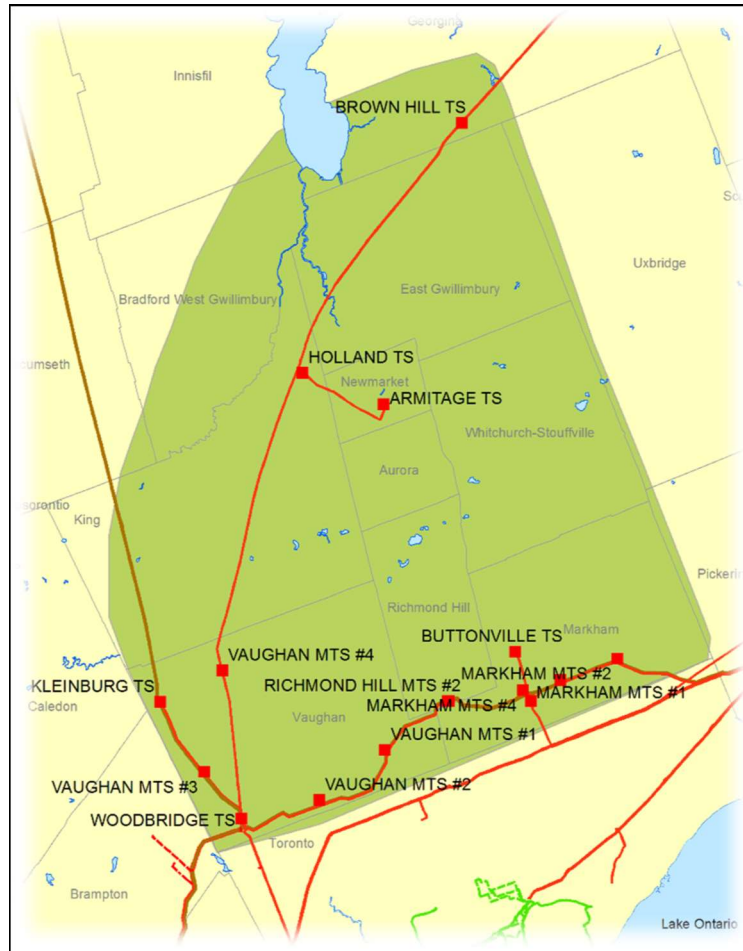 Georgina
Innisfil
BROWN HILL TS
Uxbridge
East Gwillimbury
Bradford West Gwillimbury
HOLLAND TS
Newmarket
ARMITAGE TS
Whitchurch-Stouffville
Aurora
King
Pickerin
Richmond Hill
Markham
BUTTONVILLE TS
VAUGHAN MTS #4
MARKHAM MTS #2
RICHMOND HILL MTS #2
KLEINBURG TS
MARKHAM MTS #1
MARKHAM MTS #4
Caledon
Vaughan
VAUGHAN MTS #1
VAUGHAN MTS #3
VAUGHAN MTS #2
WOODBRIDGE TS
Toronto
Brampton
Lake Ontario